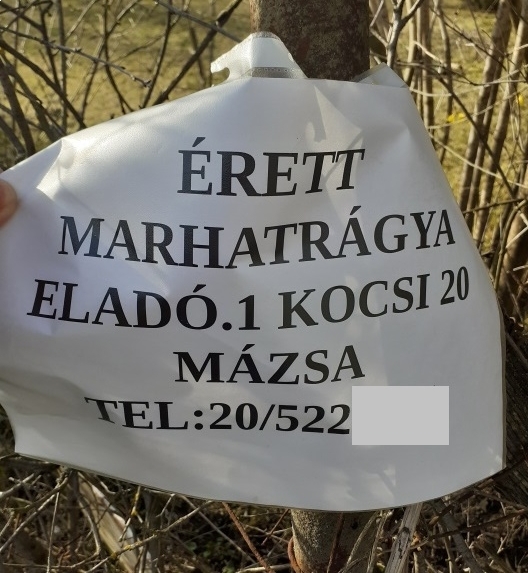 ÉRETT
MARHATRÁGYA
ELADÓ.1 KOCSI 20
MÁZSA
TEL:20/522